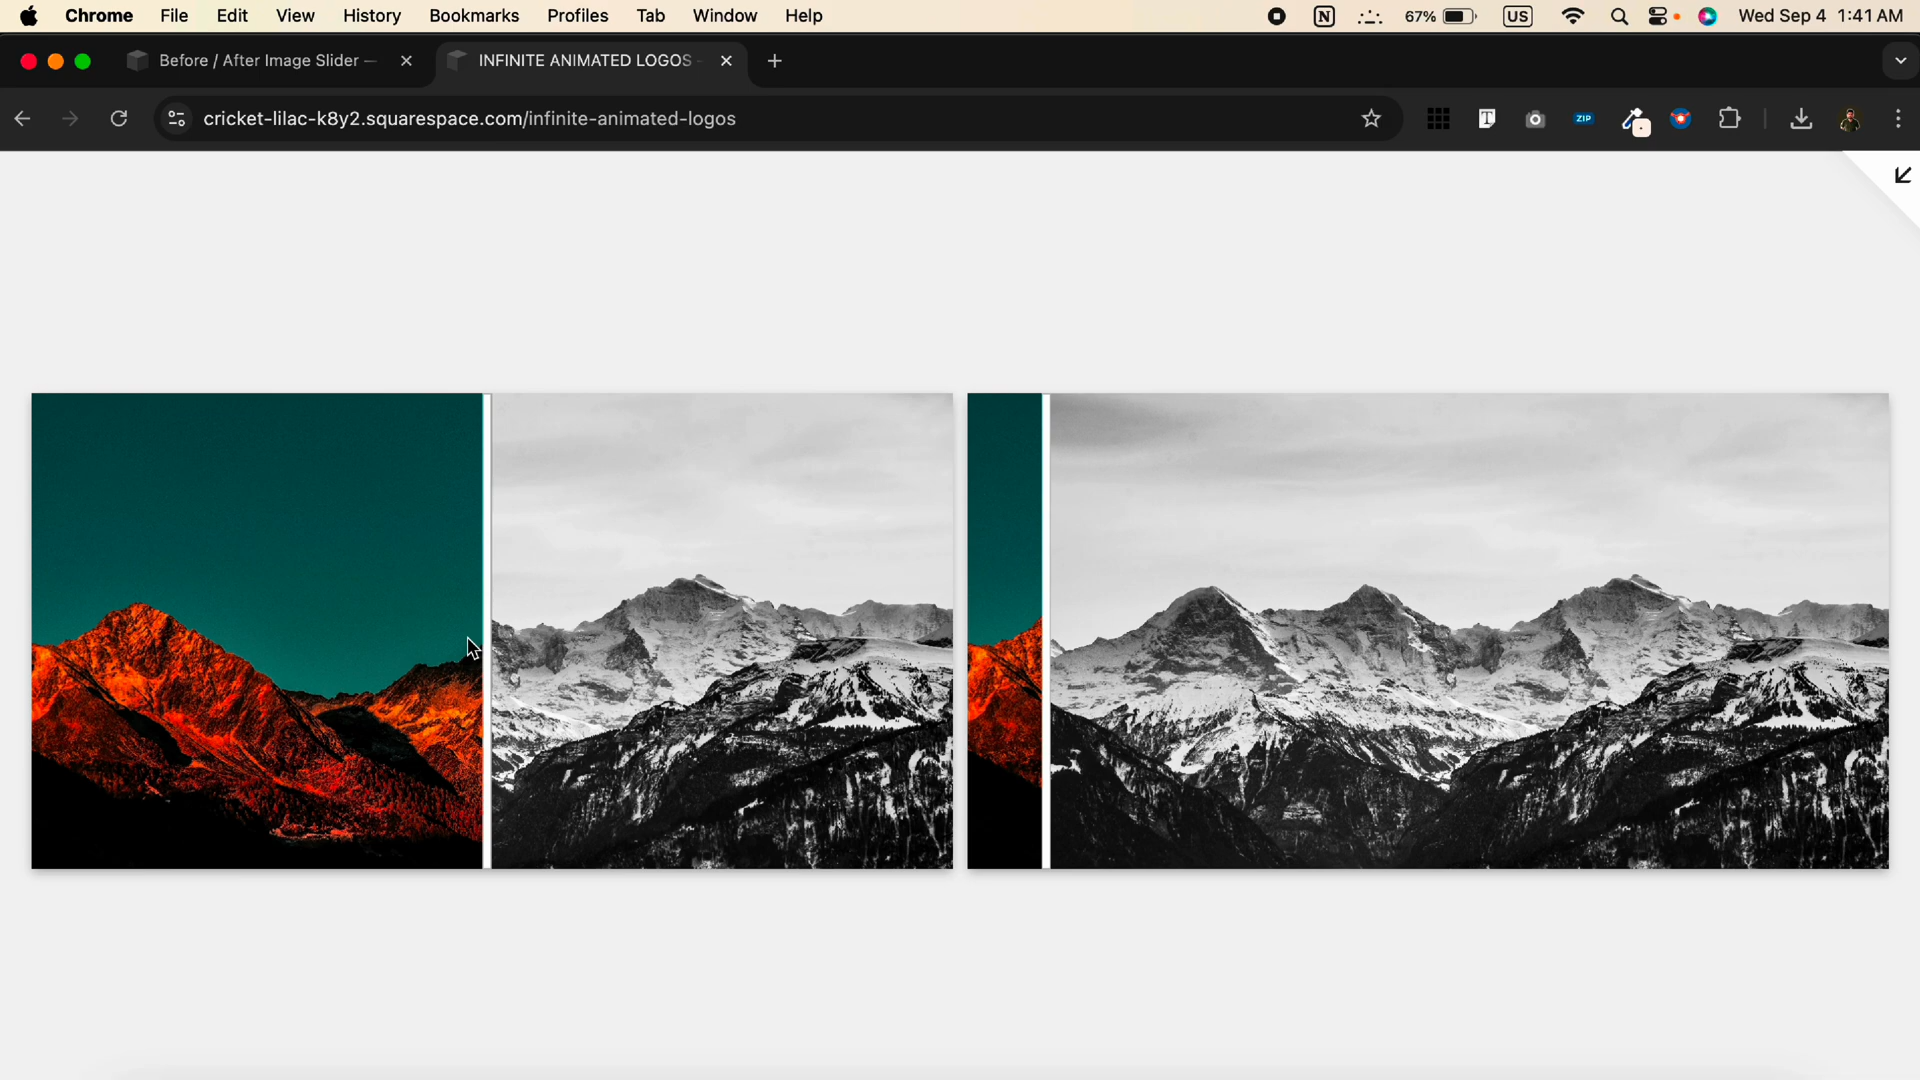 Chrome File Edit View History Bookmarks Profiles Tab Window Help N 67% US Wed Sep 4 1:41 AM
Before / After Image Slider — INFINITE ANIMATED LOGOS
cricket-lilac-k8y2.squarespace.com/infinite-animated-logos T ZIP